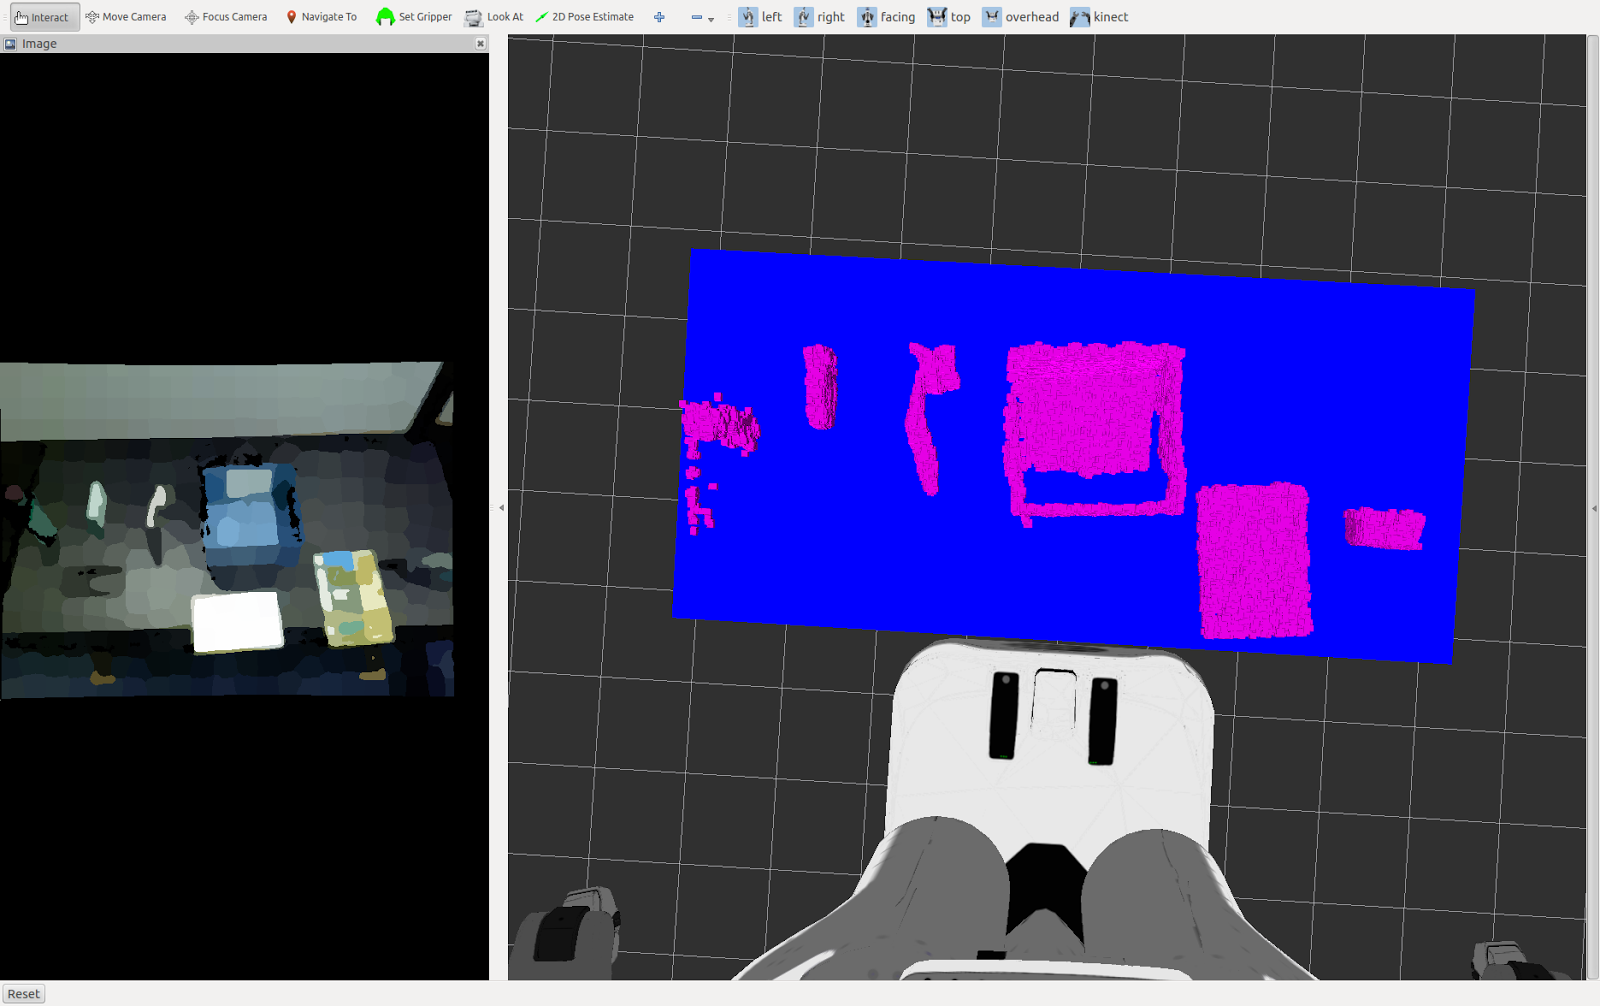 Interact Move Camera Focus Camera Navigate To Set Gripper Look At 2D Pose Estimate left right facing top overhead kinect
Image
Reset